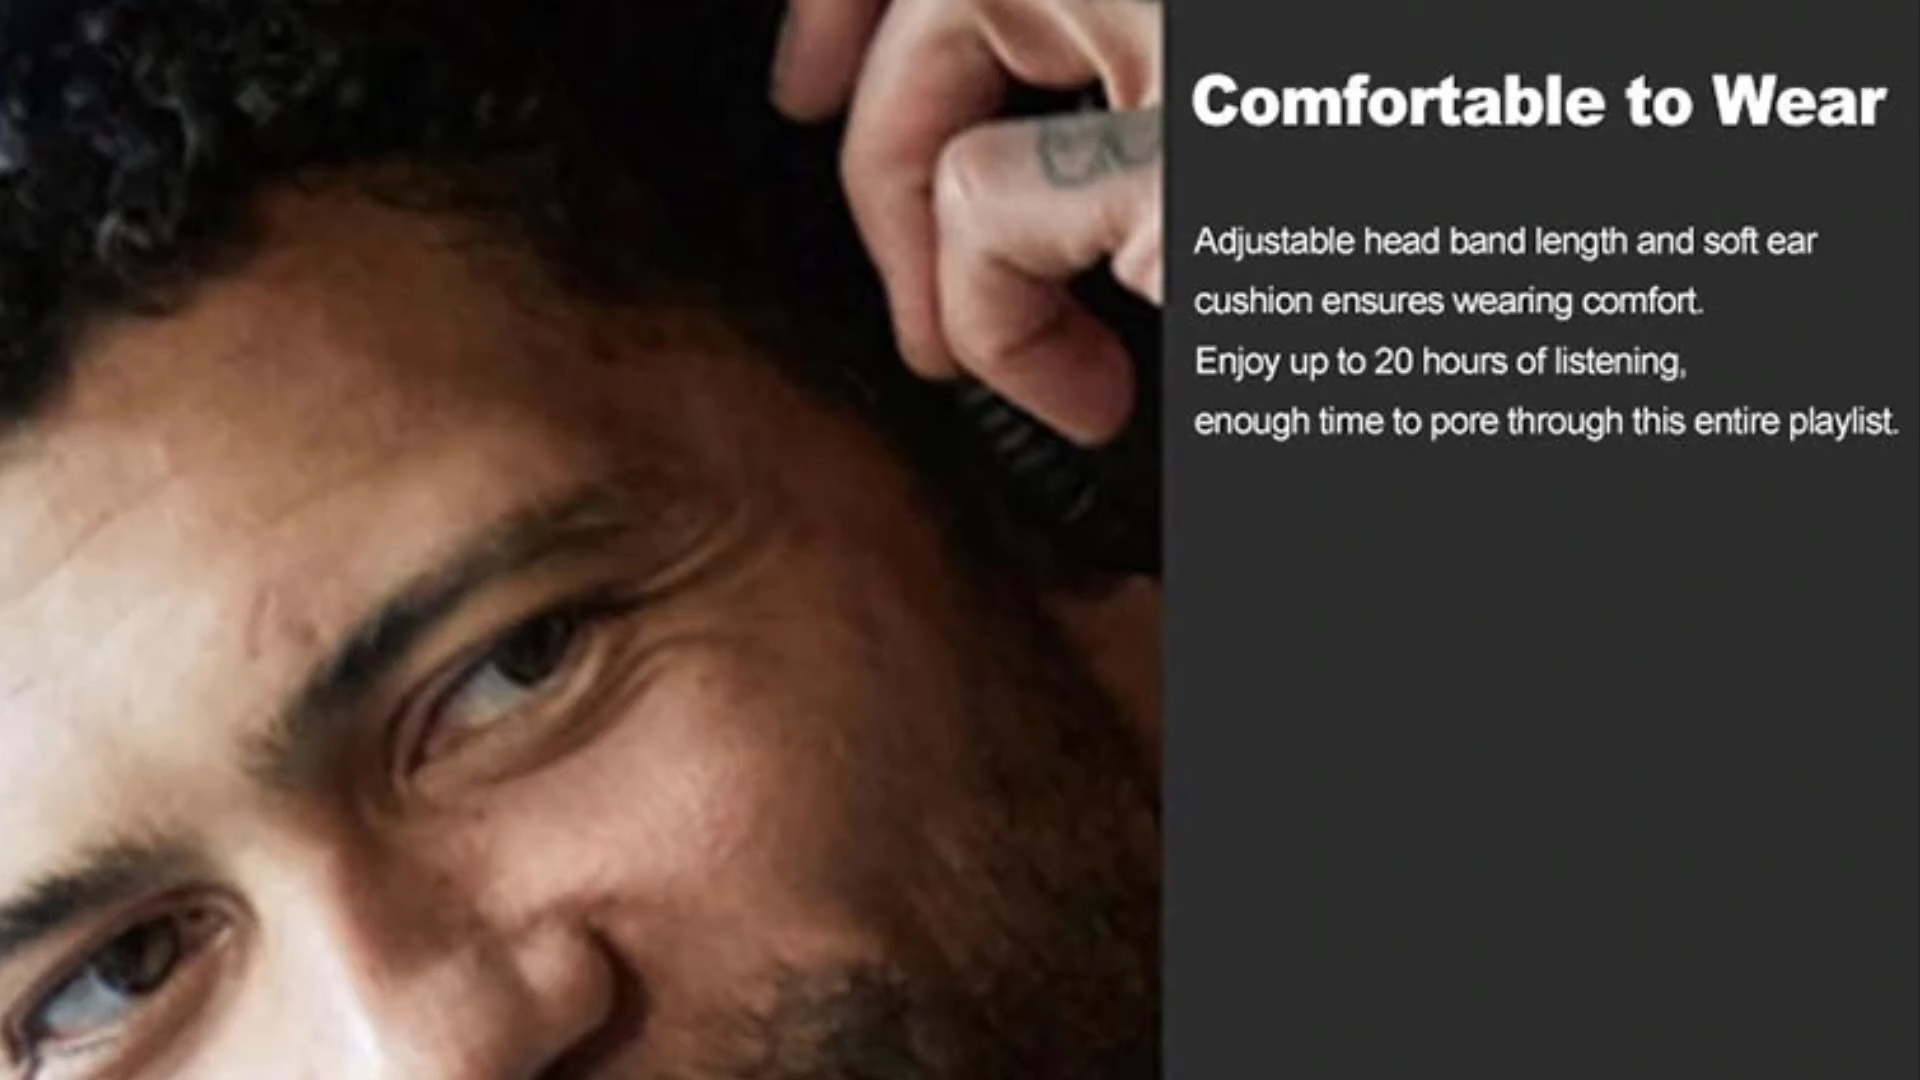 Comfortable to Wear
Adjustable head band length and soft ear
cushion ensures wearing comfort.
Enjoy up to 20 hours of listening,
enough time to pore through this entire playlist.